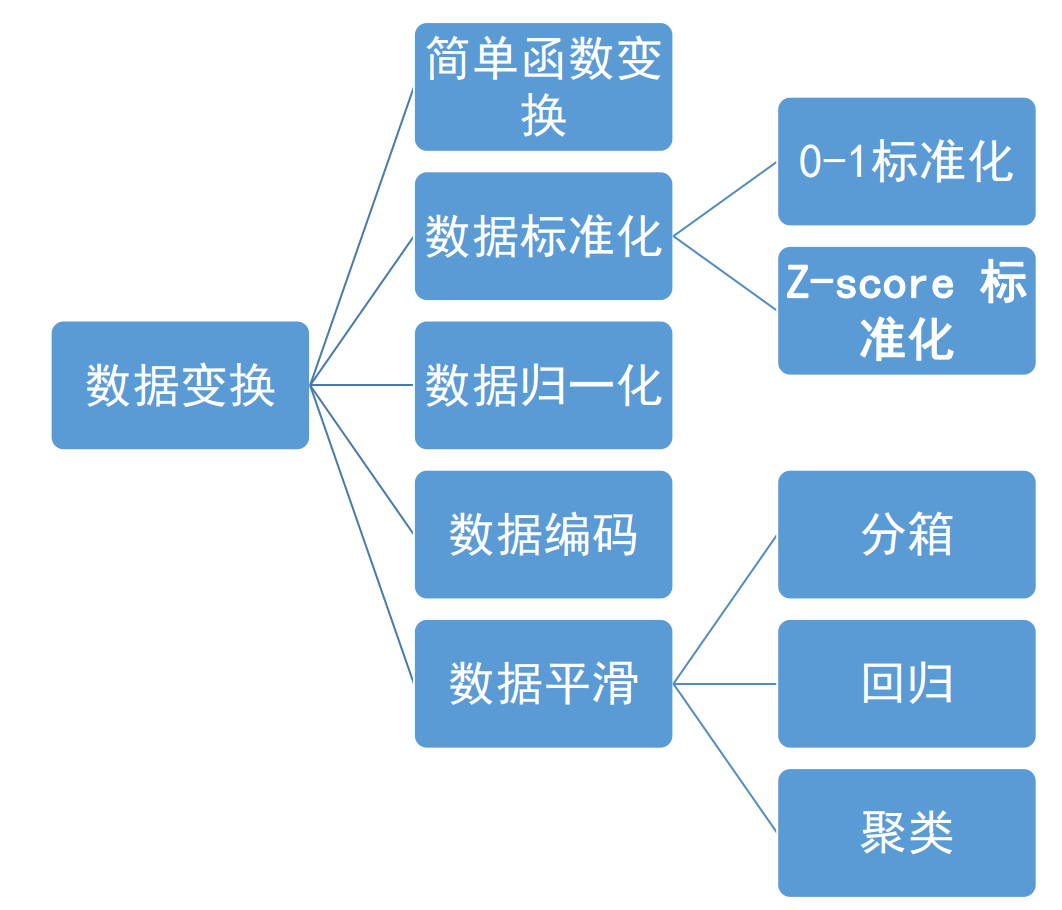 数据变换
简单函数变
换
数据标准化
0-1标准化
Z-score 标
准化
数据归一化
数据编码
数据平滑
分箱
回归
聚类